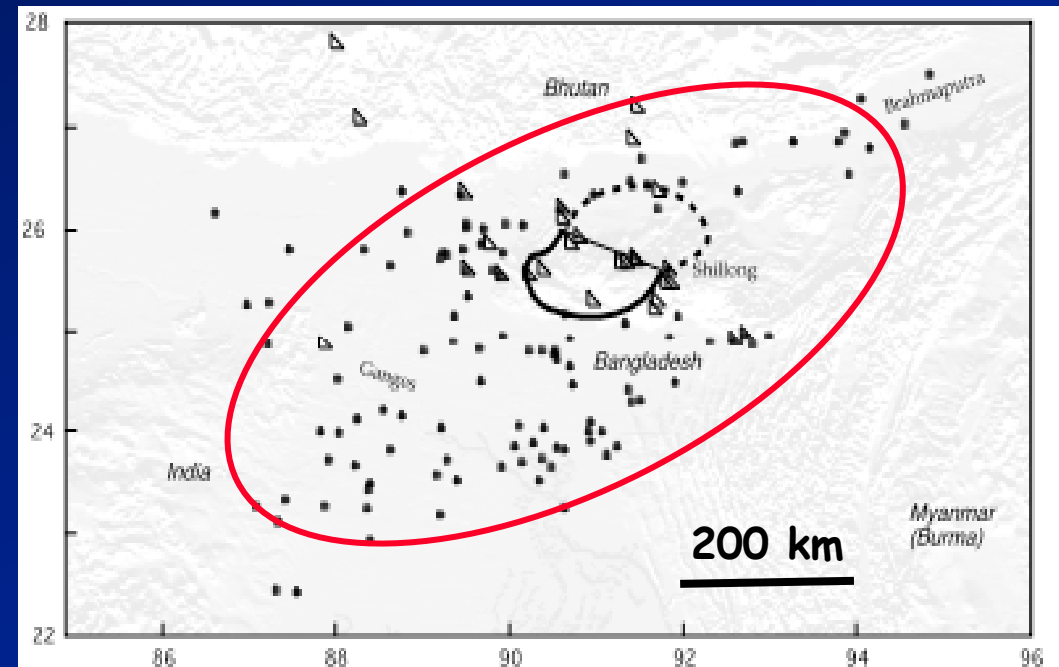 28
Bhutan
Brahmaputra
26
Shillong
Bangladesh
Ganges
24
India
Myanmar
(Burma)
200 km
22
86
88
90
92
94
96